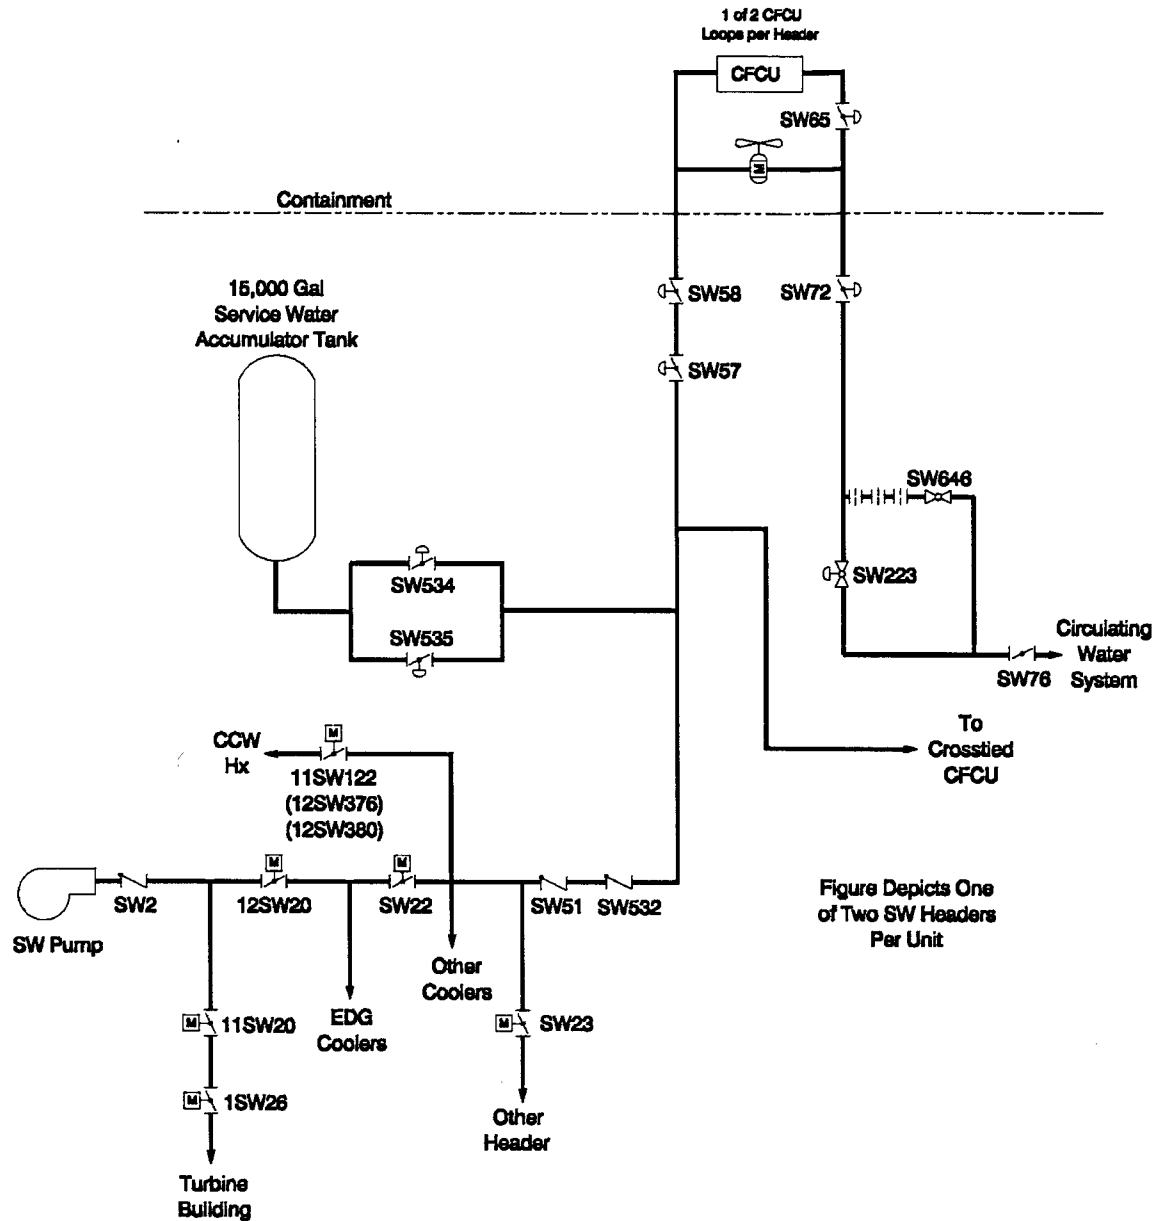 1 of 2 CFCU
Loops per Header
CFCU
SW65
M
Containment
15,000 Gal
Service Water
Accumulator Tank
SW58
SW72
SW57
SW646
SW534
SW223
SW535
Circulating
Water
System
SW76
To
Crosstied
CFCU
M
CCW
Hx
11SW122
(12SW376)
(12SW380)
M
M
SW2
12SW20
SW22
SW51
SW532
SW Pump
Figure Depicts One
of Two SW Headers
Per Unit
Other
Coolers
M
11SW20
EDG
Coolers
M
SW23
M
1SW26
Other
Header
Turbine
Building